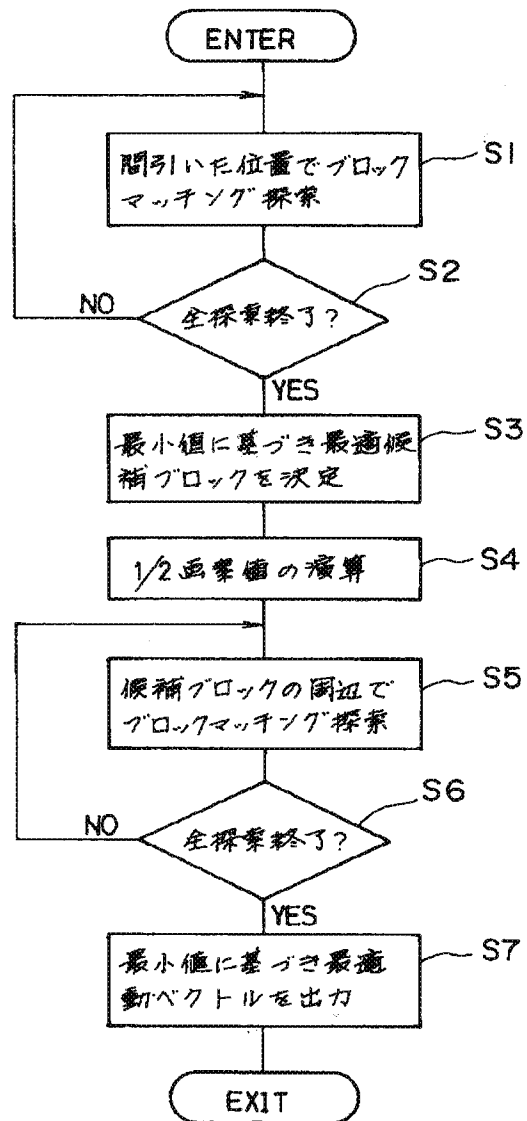 ENTER
間引いた位置でブロック
マッチング探索
S1
全探索終了?
S2
NO
YES
最小値に基づき最適候
補ブロックを決定
S3
1/2画素値の演算
S4
候補ブロックの周辺で
ブロックマッチング探索
S5
全探索終了?
S6
NO
YES
最小値に基づき最適
動ベクトルを出力
S7
EXIT